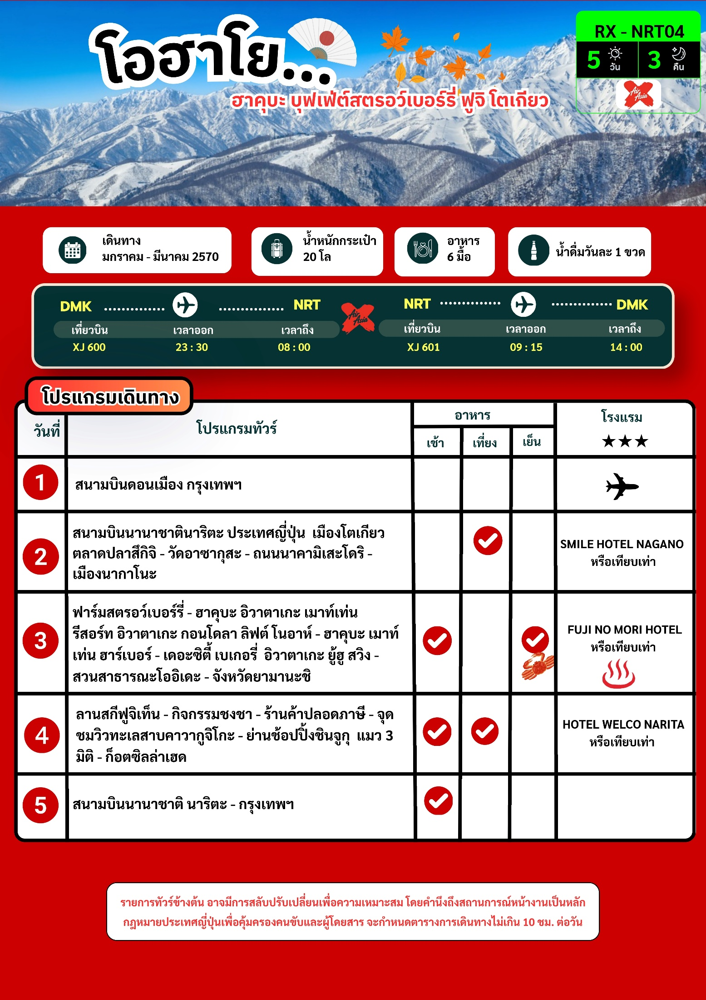 โอฮาโย...
ฮาคุบะ บุฟเฟ่ต์สตรอว์เบอร์รี่ ฟูจิ โตเกียว
RX - NRT04
5 วัน 3 คืน
Air Asia
เดินทาง
มกราคม - มีนาคม 2570
น้ำหนักกระเป๋า
20 โล
อาหาร
6 มื้อ
น้ำดื่มวันละ 1 ขวด
DMK NRT
เที่ยวบิน เวลาออก เวลาถึง
XJ 600 23 : 30 08 : 00
Air Asia
NRT DMK
เที่ยวบิน เวลาออก เวลาถึง
XJ 601 09 : 15 14 : 00
โปรแกรมเดินทาง
วันที่ โปรแกรมทัวร์ อาหาร โรงแรม
เช้า เที่ยง เย็น ★★★
1 สนามบินดอนเมือง กรุงเทพฯ
2
สนามบินนานาชาตินาริตะ ประเทศญี่ปุ่น เมืองโตเกียว
ตลาดปลาสึกิจิ - วัดอาซากุสะ - ถนนนาคามิเสะโดริ -
เมืองนากาโนะ
SMILE HOTEL NAGANO
หรือเทียบเท่า
3
ฟาร์มสตรอว์เบอร์รี่ - ฮาคุบะ อิวาตาเกะ เมาท์เท่น
รีสอร์ท อิวาตาเกะ กอนโดลา ลิฟต์ โนอาห์ - ฮาคุบะ เมาท์
เท่น ฮาร์เบอร์ - เดอะซิตี้ เบเกอรี่ อิวาตาเกะ ยู้ฮู สวิง -
สวนสาธารณะโออิเดะ - จังหวัดยามานะชิ
FUJI NO MORI HOTEL
หรือเทียบเท่า
4
ลานสกีฟูจิเท็น - กิจกรรมชงชา - ร้านค้าปลอดภาษี - จุด
ชมวิวทะเลสาบคาวากูจิโกะ - ย่านช้อปปิ้งชินจูกุ แมว 3
มิติ - ก็อตซิลล่าเฮด
HOTEL WELCO NARITA
หรือเทียบเท่า
5 สนามบินนานาชาติ นาริตะ - กรุงเทพฯ
รายการทัวร์ข้างต้น อาจมีการสลับปรับเปลี่ยนเพื่อความเหมาะสม โดยคำนึงถึงสถานการณ์หน้างานเป็นหลัก
กฎหมายประเทศญี่ปุ่นเพื่อคุ้มครองคนขับและผู้โดยสาร จะกำหนดตารางการเดินทางไม่เกิน 10 ชม. ต่อวัน